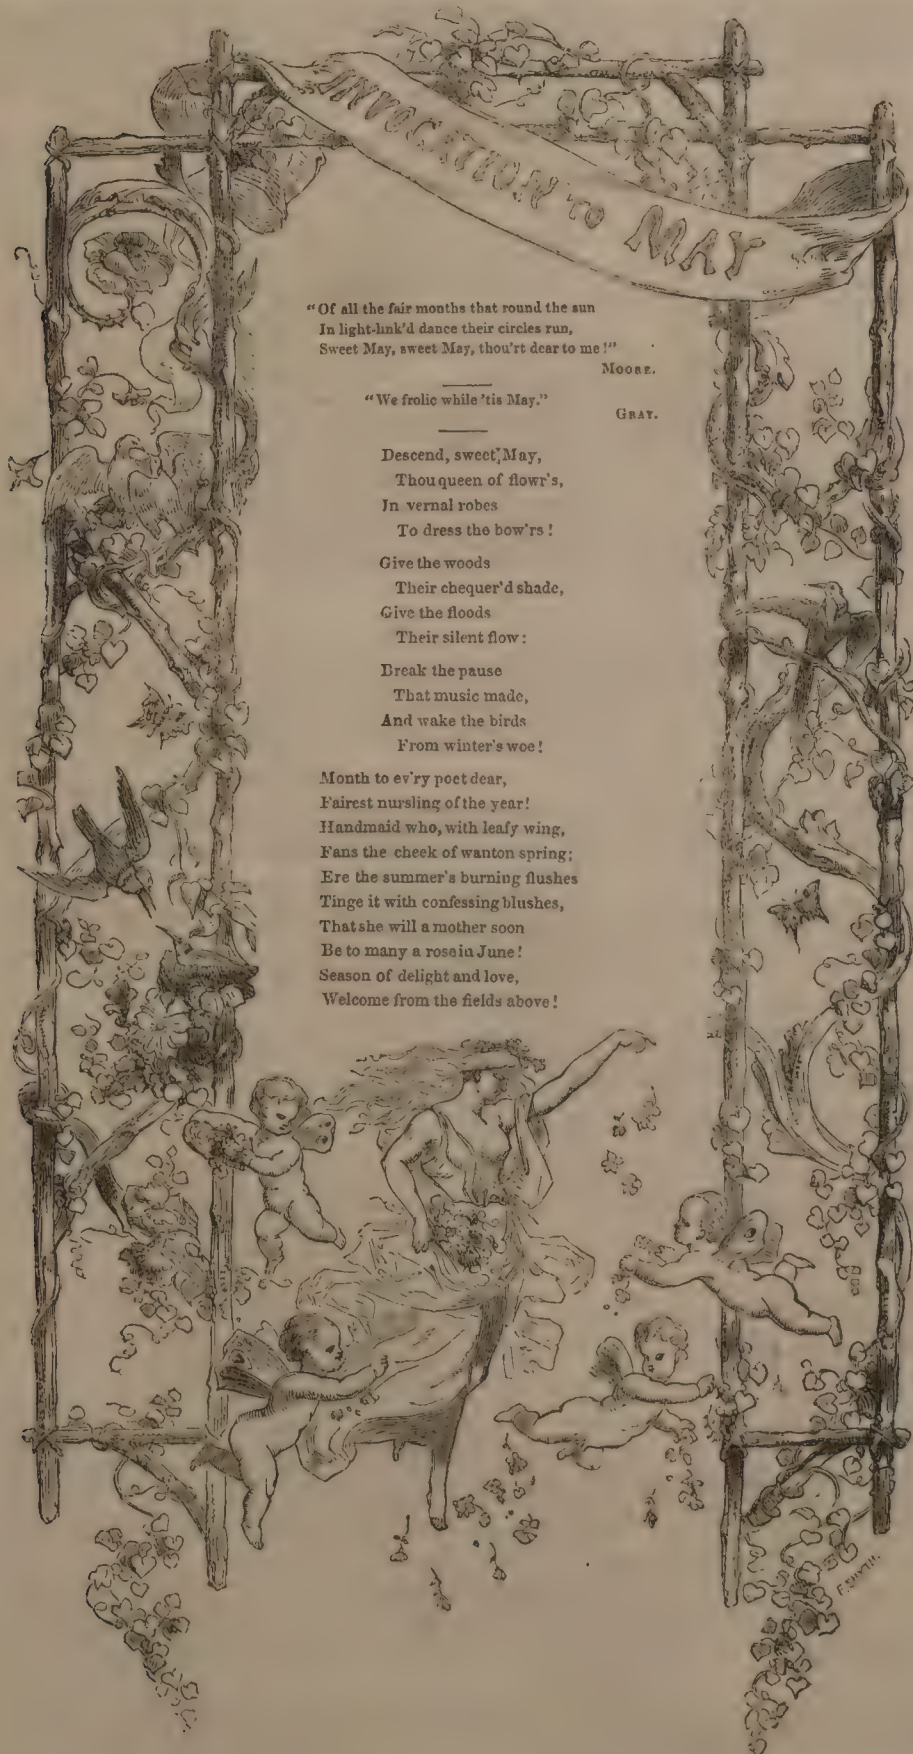 INVOCATION TO MAY
"Of all the fair months that round the sun
In light-link'd dance their circles run,
Sweet May, sweet May, thou'rt dear to me!"
MOORE.
"We frolic while 'tis May."
GRAY.
Descend, sweet May,
Thou queen of flowr's,
In vernal robes
To dress the bow'rs!
Give the woods
Their chequer'd shade,
Give the floods
Their silent flow:
Break the pause
That music made,
And wake the birds
From winter's woe!
Month to ev'ry poet dear,
Fairest nursling of the year!
Handmaid who, with leafy wing,
Fans the cheek of wanton spring;
Ere the summer's burning flushes
Tinge it with confessing blushes,
That she will a mother soon
Be to many a rose in June!
Season of delight and love,
Welcome from the fields above!
F. SMYTH.